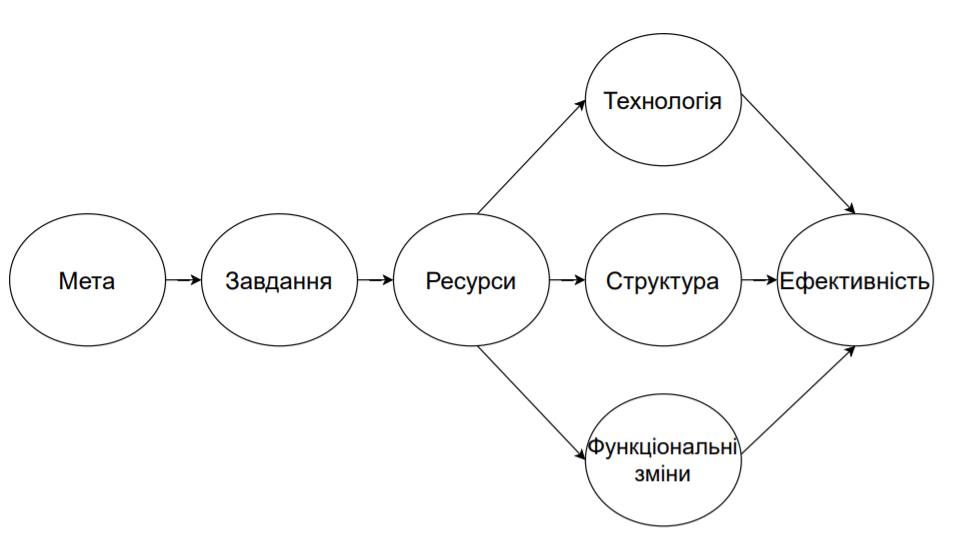 Технологія
Мета
Завдання
Ресурси
Структура
Ефективність
Функціональні
зміни